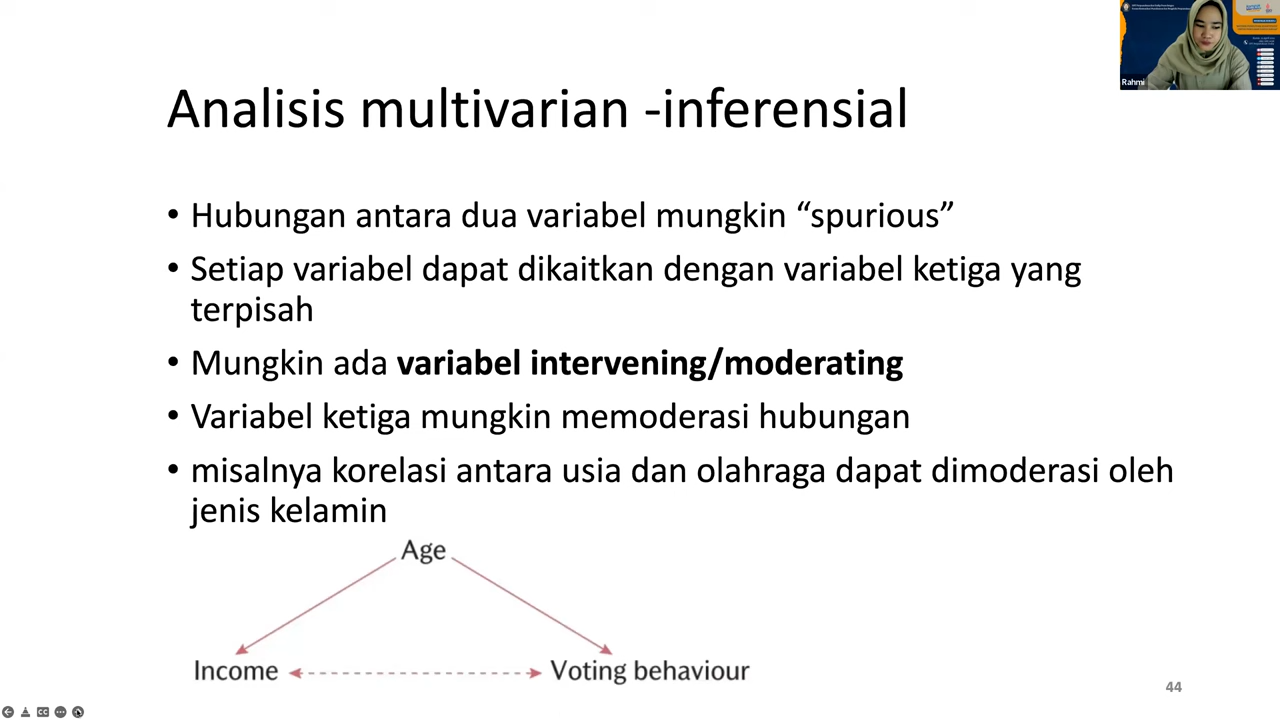 Analisis multivarian -inferensial
• Hubungan antara dua variabel mungkin “spurious”
• Setiap variabel dapat dikaitkan dengan variabel ketiga yang
terpisah
• Mungkin ada variabel intervening/moderating
• Variabel ketiga mungkin memoderasi hubungan
• misalnya korelasi antara usia dan olahraga dapat dimoderasi oleh
jenis kelamin
Age
Income
Voting behaviour
44
Rahmi
CC